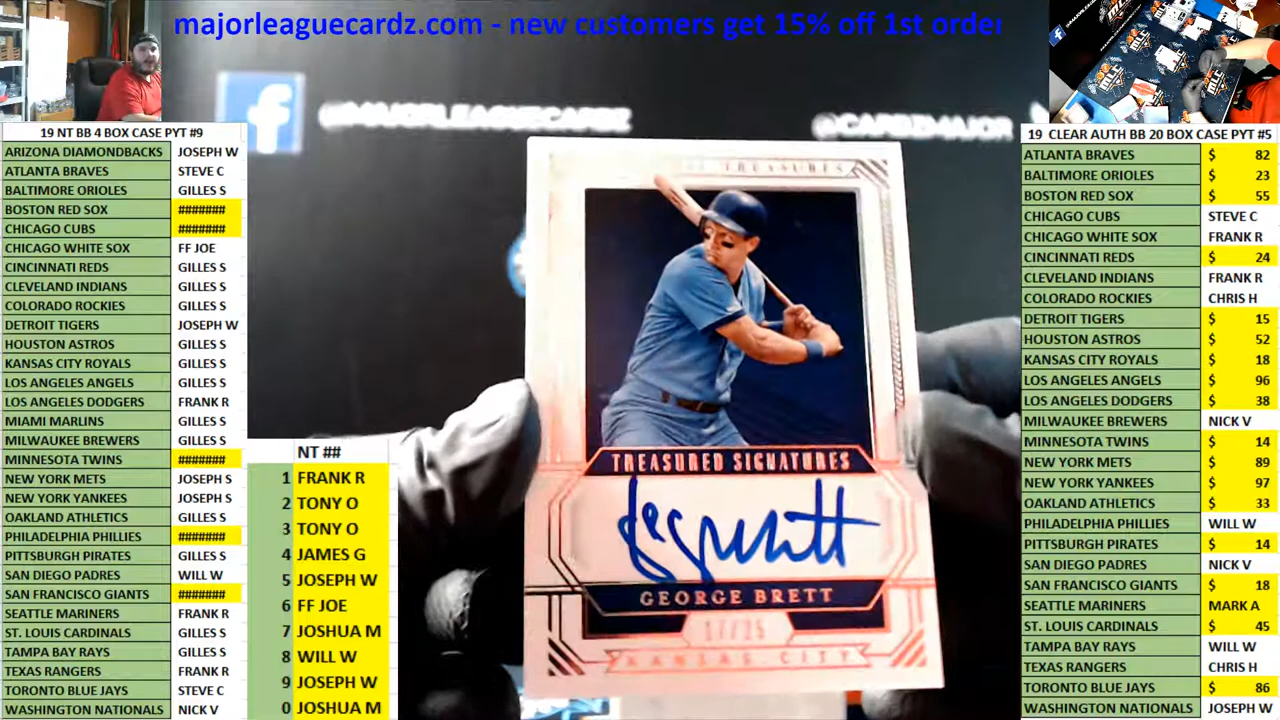 majorleaguecardz.com - new customers get 15% off 1st order
@MAJORLEAGUECARDZ
@CARDZMAJOR
19 NT BB 4 BOX CASE PYT #9
ARIZONA DIAMONDBACKS JOSEPH W
ATLANTA BRAVES STEVE C
BALTIMORE ORIOLES GILLES S
BOSTON RED SOX #######
CHICAGO CUBS #######
CHICAGO WHITE SOX FF JOE
CINCINNATI REDS GILLES S
CLEVELAND INDIANS GILLES S
COLORADO ROCKIES GILLES S
DETROIT TIGERS JOSEPH W
HOUSTON ASTROS GILLES S
KANSAS CITY ROYALS GILLES S
LOS ANGELES ANGELS GILLES S
LOS ANGELES DODGERS FRANK R
MIAMI MARLINS GILLES S
MILWAUKEE BREWERS GILLES S
MINNESOTA TWINS #######
NEW YORK METS JOSEPH S
NEW YORK YANKEES JOSEPH S
OAKLAND ATHLETICS GILLES S
PHILADELPHIA PHILLIES #######
PITTSBURGH PIRATES GILLES S
SAN DIEGO PADRES WILL W
SAN FRANCISCO GIANTS #######
SEATTLE MARINERS FRANK R
ST. LOUIS CARDINALS GILLES S
TAMPA BAY RAYS GILLES S
TEXAS RANGERS FRANK R
TORONTO BLUE JAYS STEVE C
WASHINGTON NATIONALS NICK V
NT ##
1 FRANK R
2 TONY O
3 TONY O
4 JAMES G
5 JOSEPH W
6 FF JOE
7 JOSHUA M
8 WILL W
9 JOSEPH W
0 JOSHUA M
TREASURES
TREASURED SIGNATURES
GEORGE BRETT
17/25
KANSAS CITY
19 CLEAR AUTH BB 20 BOX CASE PYT #5
ATLANTA BRAVES $ 82
BALTIMORE ORIOLES $ 23
BOSTON RED SOX $ 55
CHICAGO CUBS STEVE C
CHICAGO WHITE SOX FRANK R
CINCINNATI REDS $ 24
CLEVELAND INDIANS FRANK R
COLORADO ROCKIES CHRIS H
DETROIT TIGERS $ 15
HOUSTON ASTROS $ 52
KANSAS CITY ROYALS $ 18
LOS ANGELES ANGELS $ 96
LOS ANGELES DODGERS $ 38
MILWAUKEE BREWERS NICK V
MINNESOTA TWINS $ 14
NEW YORK METS $ 89
NEW YORK YANKEES $ 97
OAKLAND ATHLETICS $ 33
PHILADELPHIA PHILLIES WILL W
PITTSBURGH PIRATES $ 14
SAN DIEGO PADRES NICK V
SAN FRANCISCO GIANTS $ 18
SEATTLE MARINERS MARK A
ST. LOUIS CARDINALS $ 45
TAMPA BAY RAYS WILL W
TEXAS RANGERS CHRIS H
TORONTO BLUE JAYS $ 86
WASHINGTON NATIONALS JOSEPH W